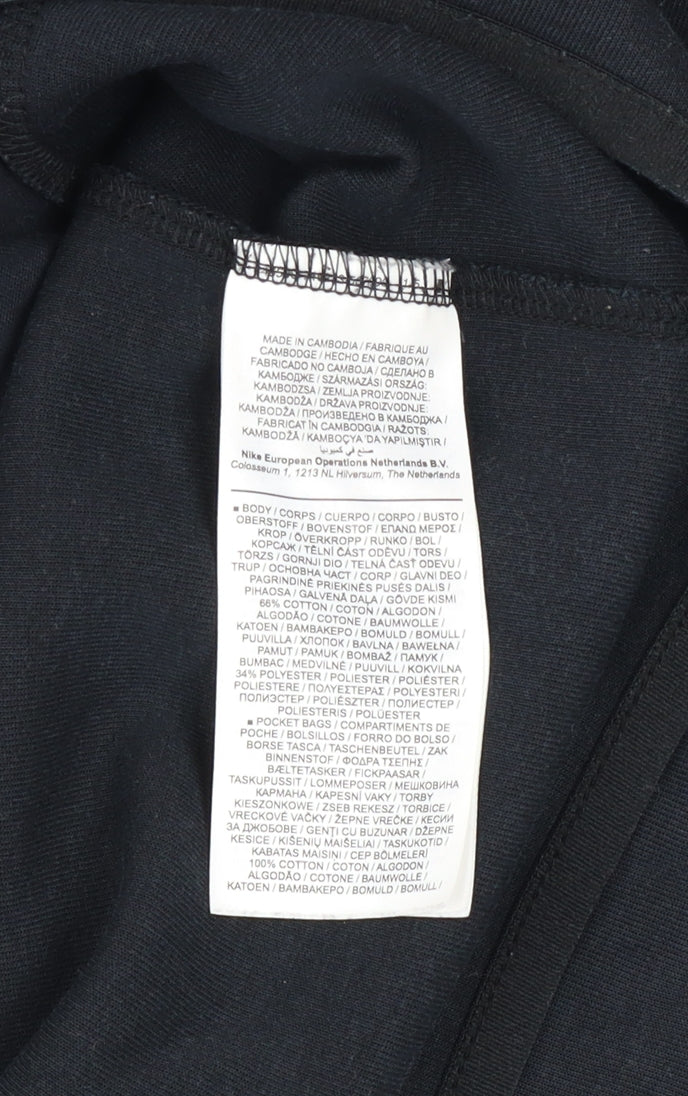 MADE IN CAMBODIA / FABRIQUE AU
CAMBODGE / HECHO EN CAMBOYA /
FABRICADO NO CAMBOJA / СДЕЛАНО В
КАМБОДЖЕ / SZÁRMAZÁSI ORSZÁG:
KAMBODZSA / ZEMLJA PROIZVODNJE:
KAMBODŽA / DRŽAVA PROIZVODNJE:
KAMBODŽA / ПРОИЗВЕДЕНО В КАМБОДЖА /
FABRICAT ÎN CAMBODGIA / RAŽOTS
KAMBODŽĀ / KAMBOÇYA 'DA YAPILMIŞTIR /
صنع في كمبوديا
Nike European Operations Netherlands B.V.
Colosseum 1, 1213 NL Hilversum, The Netherlands
■ BODY / CORPS / CUERPO / CORPO / BUSTO /
OBERSTOFF / BOVENSTOF / ΕΠΑΝΩ ΜΕΡΟΣ /
KROP / ÖVERKROPP / RUNKO / BOL /
КОРСАЖ / TĚLNÍ ČÁST ODĚVU / TORS /
TÖRZS / GORNJI DIO / TELNÁ ČASŤ ODEVU /
TRUP / ОСНОВНА ЧАСТ / CORP / GLAVNI DEO /
PAGRINDINĖ PRIEKINĖS PUSĖS DALIS /
PIHAOSA / GALVENĀ DAĻA / GÖVDE KISMI
66% COTTON / COTON / ALGODON /
ALGODÃO / COTONE / BAUMWOLLE /
KATOEN / ΒΑΜΒΑΚΕΡΟ / BOMULD / BOMULL /
PUUVILLA / ХЛОПОК / BAVLNA / BAWEŁNA /
PAMUT / PAMUK / BOMBAŽ / ПАМУК /
BUMBAC / MEDVILNĖ / PUUVILL / KOKVILNA
34% POLYESTER / POLIESTER / POLIÉSTER /
POLIESTERE / ΠΟΛΥΕΣΤΕΡΑΣ / POLYESTERI /
ПОЛИЭСТЕР / POLIÉSZTER / ПОЛИЕСТЕР /
POLIESTERIS / POLÜESTER
■ POCKET BAGS / COMPARTIMENTS DE
POCHE / BOLSILLOS / FORRO DO BOLSO /
BORSE TASCA / TASCHENBEUTEL / ZAK
BINNENSTOF / ΦΟΔΡΑ ΤΣΕΠΗΣ /
BÆLTETASKER / FICKPAASAR /
TASKUPUSSIT / LOMMEPOSER / МЕШКОВИНА
КАРМАНА / KAPESNÍ VAKY / TORBY
KIESZONKOWE / ZSEB REKESZ / TORBICE /
VRECKOVÉ VAČKY / ŽEPNE VREČKE / КЕСИИ
ЗА ДЖОБОВЕ / GENȚI CU BUZUNAR / DŽEPNE
KESICE / KIŠENIŲ MAIŠELIAI / TASKUKOTID /
KABATAS MAISIŅI / CEP BÖLMELERİ
100% COTTON / COTON / ALGODON /
ALGODÃO / COTONE / BAUMWOLLE /
KATOEN / ΒΑΜΒΑΚΕΡΟ / BOMULD / BOMULL /